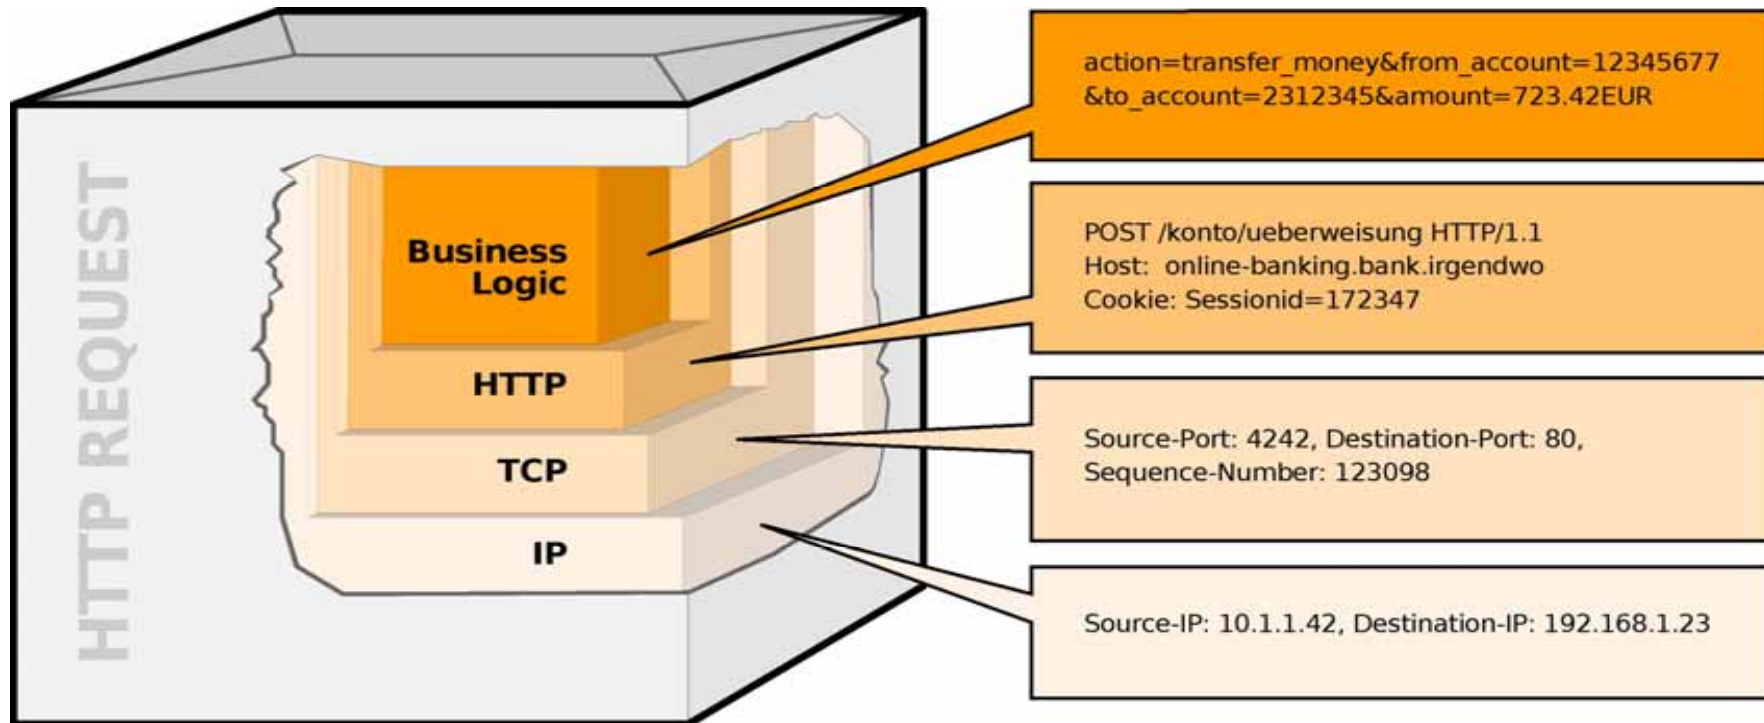 HTTP REQUEST
Business
Logic
HTTP
TCP
IP
action=transfer_money&from_account=12345677
&to_account=2312345&amount=723.42EUR
POST /konto/ueberweisung HTTP/1.1
Host:  online-banking.bank.irgendwo
Cookie: Sessionid=172347
Source-Port: 4242, Destination-Port: 80,
Sequence-Number: 123098
Source-IP: 10.1.1.42, Destination-IP: 192.168.1.23